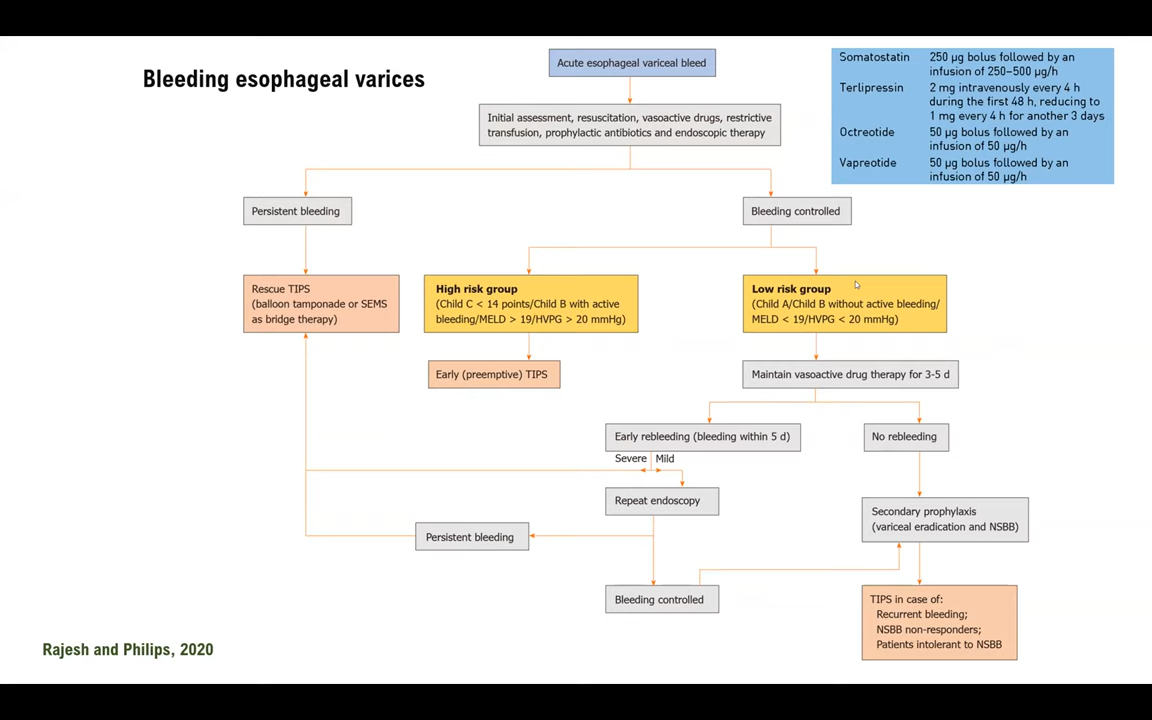 Bleeding esophageal varices
Acute esophageal variceal bleed
Somatostatin 250 µg bolus followed by an
infusion of 250–500 µg/h
Terlipressin 2 mg intravenously every 4 h
during the first 48 h, reducing to
1 mg every 4 h for another 3 days
Octreotide 50 µg bolus followed by an
infusion of 50 µg/h
Vapreotide 50 µg bolus followed by an
infusion of 50 µg/h
Initial assessment, resuscitation, vasoactive drugs, restrictive
transfusion, prophylactic antibiotics and endoscopic therapy
Persistent bleeding
Bleeding controlled
Rescue TIPS
(balloon tamponade or SEMS
as bridge therapy)
High risk group
(Child C < 14 points/Child B with active
bleeding/MELD > 19/HVPG > 20 mmHg)
Low risk group
(Child A/Child B without active bleeding/
MELD < 19/HVPG < 20 mmHg)
Early (preemptive) TIPS
Maintain vasoactive drug therapy for 3-5 d
Early rebleeding (bleeding within 5 d)
No rebleeding
Severe Mild
Repeat endoscopy
Secondary prophylaxis
(variceal eradication and NSBB)
Persistent bleeding
Bleeding controlled
TIPS in case of:
Recurrent bleeding;
NSBB non-responders;
Patients intolerant to NSBB
Rajesh and Philips, 2020